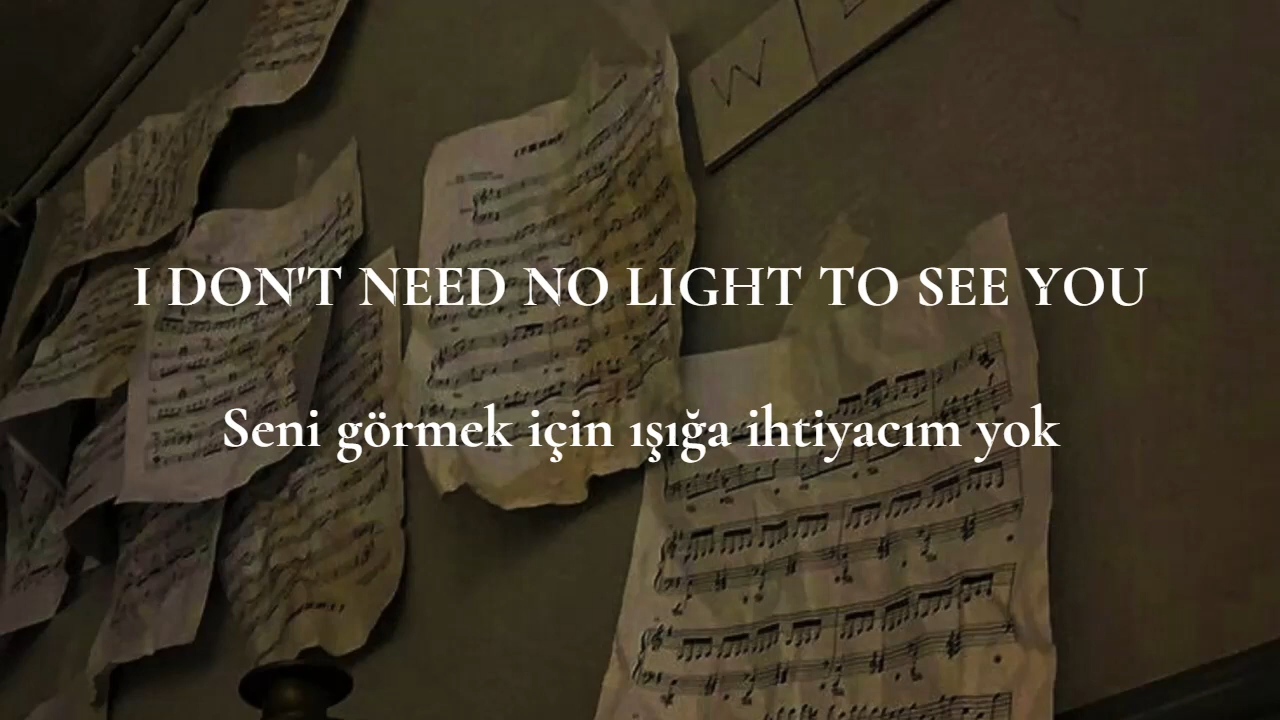 W
I DON'T NEED NO LIGHT TO SEE YOU
Seni görmek için ışığa ihtiyacım yok